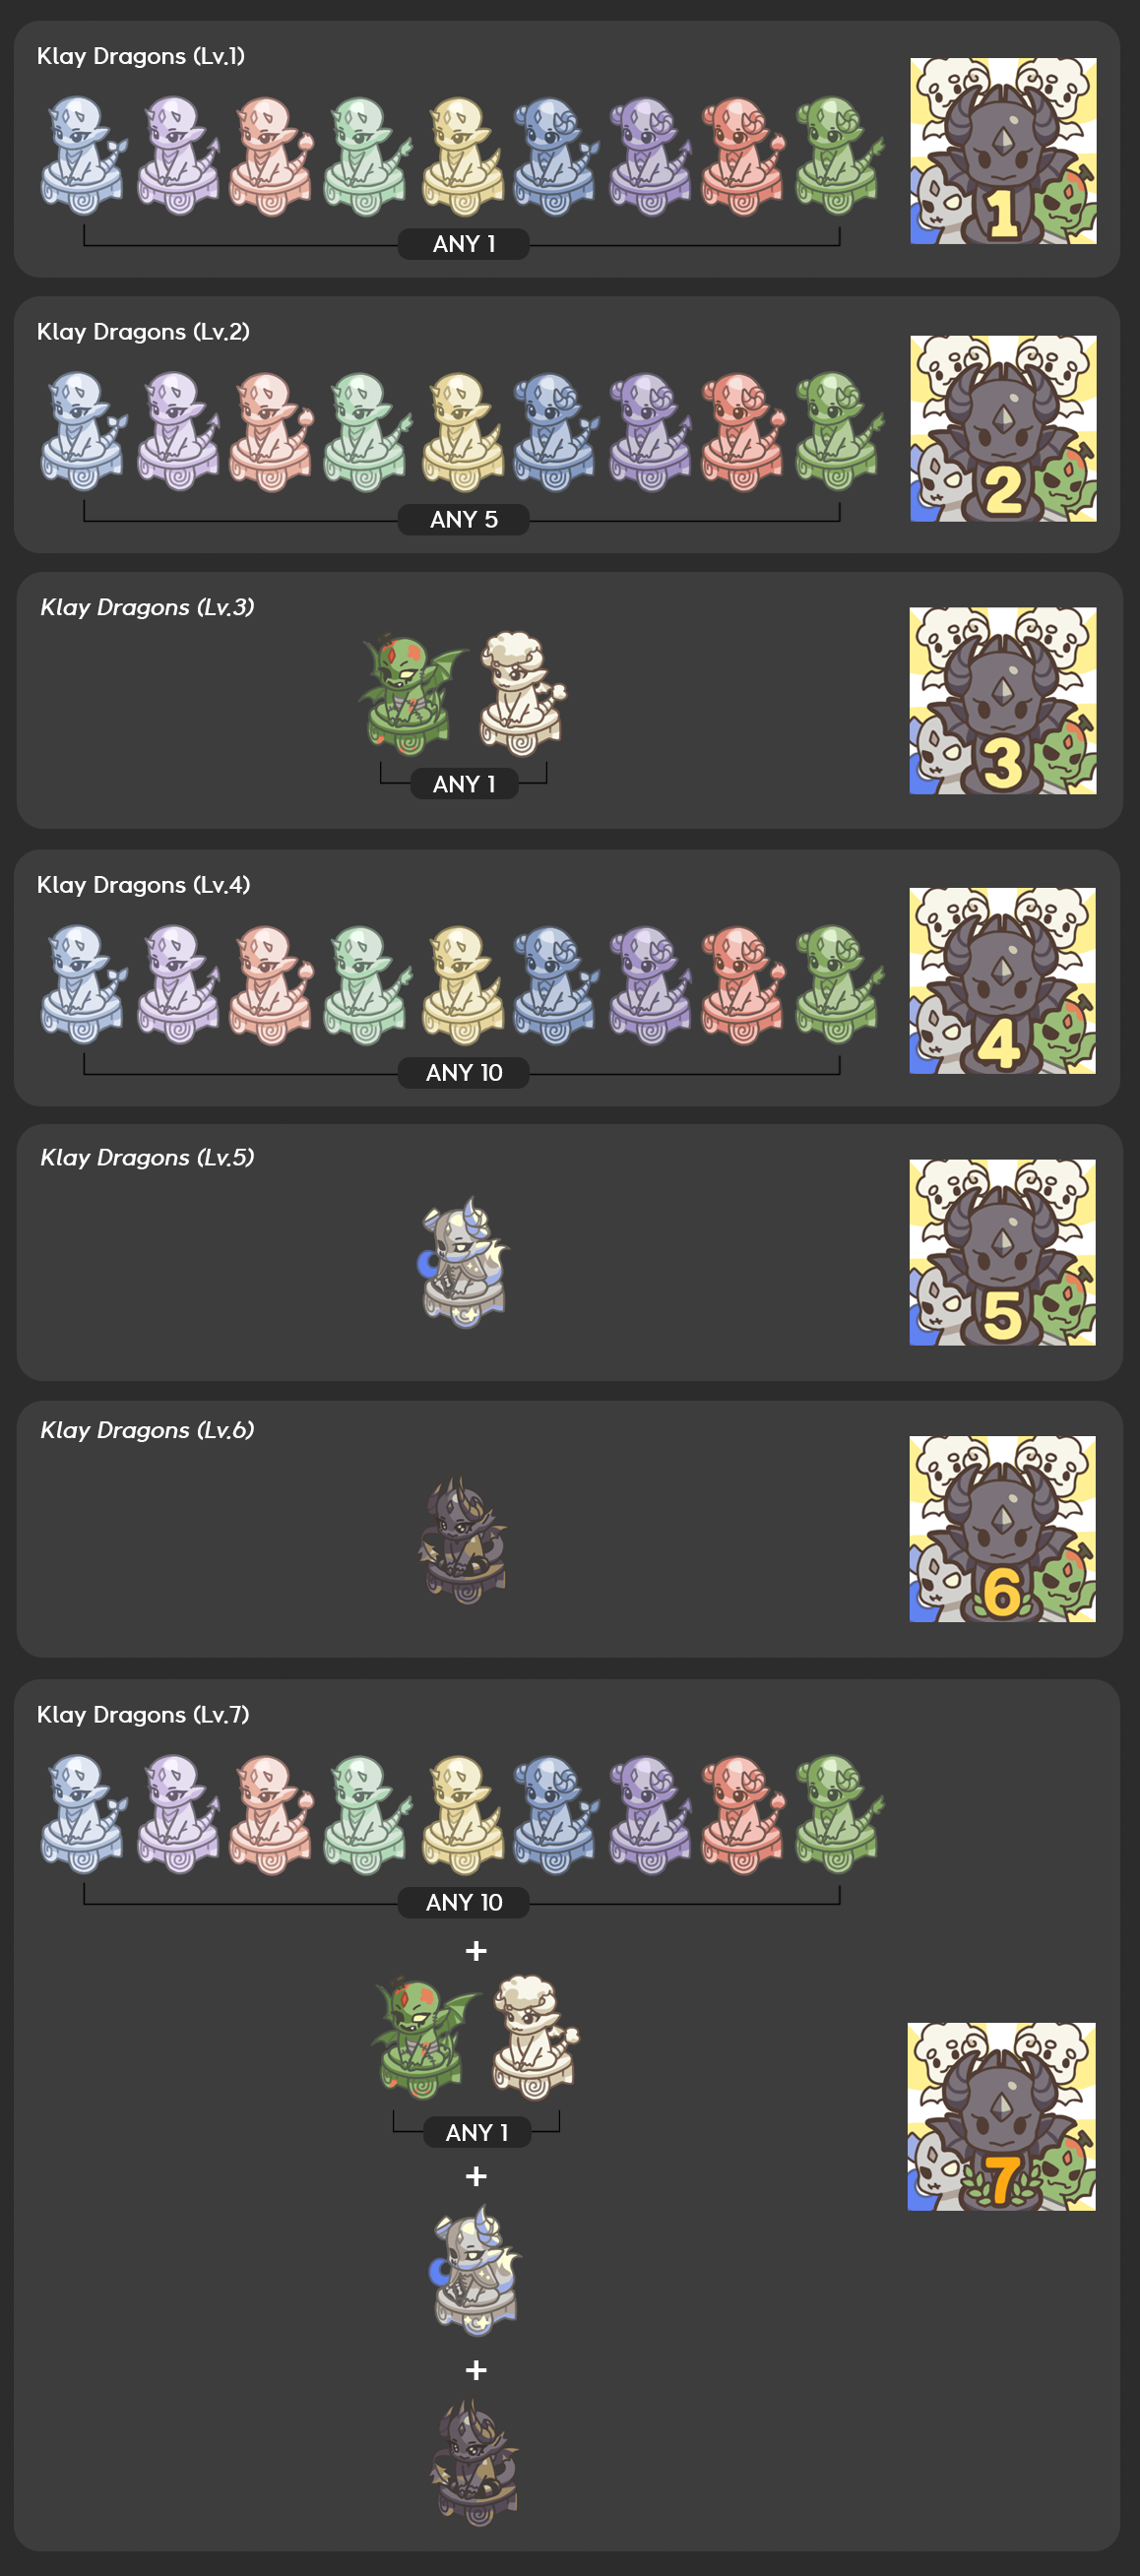 Klay Dragons (Lv.1)
ANY 1
1
Klay Dragons (Lv.2)
ANY 5
2
Klay Dragons (Lv.3)
ANY 1
3
Klay Dragons (Lv.4)
ANY 10
4
Klay Dragons (Lv.5)
5
Klay Dragons (Lv.6)
6
Klay Dragons (Lv.7)
ANY 10
+
ANY 1
+
7
+